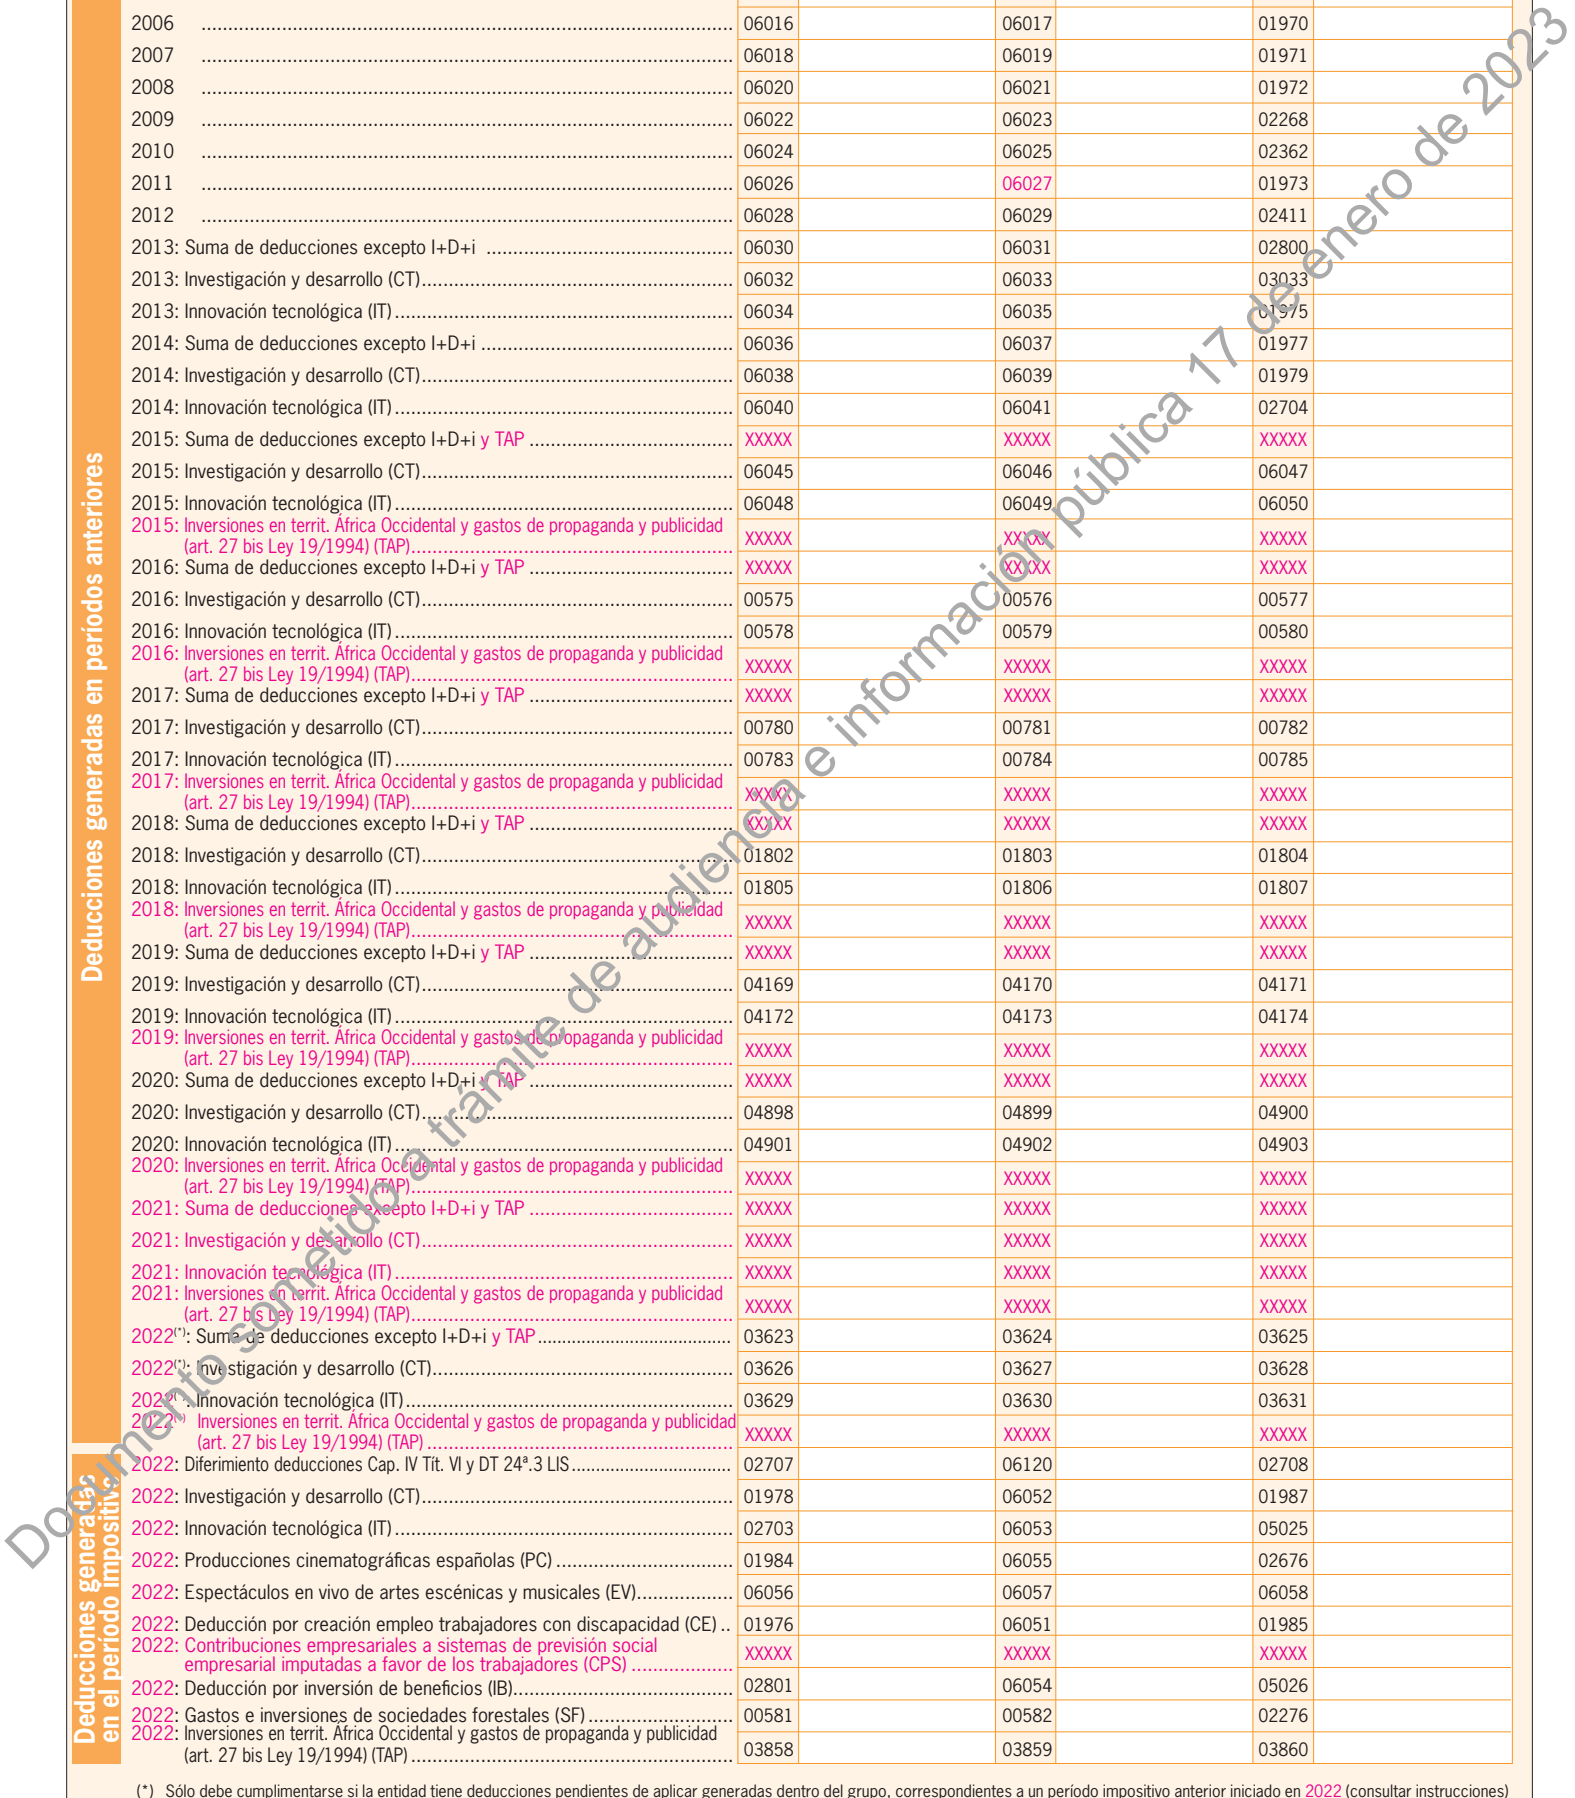 2006 ........ 06016 06017 01970
2007 ........ 06018 06019 01971
2008 ........ 06020 06021 01972
2009 ........ 06022 06023 02268
2010 ........ 06024 06025 02362
2011 ........ 06026 06027 01973
2012 ........ 06028 06029 02411
2013: Suma de deducciones excepto I+D+i ........ 06030 06031 02800
2013: Investigación y desarrollo (CT)........ 06032 06033 03033
2013: Innovación tecnológica (IT)........ 06034 06035 01975
2014: Suma de deducciones excepto I+D+i ........ 06036 06037 01977
2014: Investigación y desarrollo (CT)........ 06038 06039 01979
2014: Innovación tecnológica (IT)........ 06040 06041 02704
2015: Suma de deducciones excepto I+D+i y TAP ........ XXXXX XXXXX XXXXX
2015: Investigación y desarrollo (CT)........ 06045 06046 06047
2015: Innovación tecnológica (IT)........ 06048 06049 06050
2015: Inversiones en territ. África Occidental y gastos de propaganda y publicidad
(art. 27 bis Ley 19/1994) (TAP)........ XXXXX XXXXX XXXXX
2016: Suma de deducciones excepto I+D+i y TAP ........ XXXXX XXXXX XXXXX
2016: Investigación y desarrollo (CT)........ 00575 00576 00577
2016: Innovación tecnológica (IT)........ 00578 00579 00580
2016: Inversiones en territ. África Occidental y gastos de propaganda y publicidad
(art. 27 bis Ley 19/1994) (TAP)........ XXXXX XXXXX XXXXX
2017: Suma de deducciones excepto I+D+i y TAP ........ XXXXX XXXXX XXXXX
2017: Investigación y desarrollo (CT)........ 00780 00781 00782
2017: Innovación tecnológica (IT)........ 00783 00784 00785
2017: Inversiones en territ. África Occidental y gastos de propaganda y publicidad
(art. 27 bis Ley 19/1994) (TAP)........ XXXXX XXXXX XXXXX
2018: Suma de deducciones excepto I+D+i y TAP ........ XXXXX XXXXX XXXXX
2018: Investigación y desarrollo (CT)........ 01802 01803 01804
2018: Innovación tecnológica (IT)........ 01805 01806 01807
2018: Inversiones en territ. África Occidental y gastos de propaganda y publicidad
(art. 27 bis Ley 19/1994) (TAP)........ XXXXX XXXXX XXXXX
2019: Suma de deducciones excepto I+D+i y TAP ........ XXXXX XXXXX XXXXX
2019: Investigación y desarrollo (CT)........ 04169 04170 04171
2019: Innovación tecnológica (IT)........ 04172 04173 04174
2019: Inversiones en territ. África Occidental y gastos de propaganda y publicidad
(art. 27 bis Ley 19/1994) (TAP)........ XXXXX XXXXX XXXXX
2020: Suma de deducciones excepto I+D+i y TAP ........ XXXXX XXXXX XXXXX
2020: Investigación y desarrollo (CT)........ 04898 04899 04900
2020: Innovación tecnológica (IT)........ 04901 04902 04903
2020: Inversiones en territ. África Occidental y gastos de propaganda y publicidad
(art. 27 bis Ley 19/1994) (TAP)........ XXXXX XXXXX XXXXX
2021: Suma de deducciones excepto I+D+i y TAP ........ XXXXX XXXXX XXXXX
2021: Investigación y desarrollo (CT)........ XXXXX XXXXX XXXXX
2021: Innovación tecnológica (IT)........ XXXXX XXXXX XXXXX
2021: Inversiones en territ. África Occidental y gastos de propaganda y publicidad
(art. 27 bis Ley 19/1994) (TAP)........ XXXXX XXXXX XXXXX
2022(*): Suma de deducciones excepto I+D+i y TAP........ 03623 03624 03625
2022(*): Investigación y desarrollo (CT)........ 03626 03627 03628
2022(*): Innovación tecnológica (IT)........ 03629 03630 03631
2022(*) Inversiones en territ. África Occidental y gastos de propaganda y publicidad
(art. 27 bis Ley 19/1994) (TAP) ........ XXXXX XXXXX XXXXX
2022: Diferimiento deducciones Cap. IV Tít. VI y DT 24ª.3 LIS........ 02707 06120 02708
2022: Investigación y desarrollo (CT)........ 01978 06052 01987
2022: Innovación tecnológica (IT)........ 02703 06053 05025
2022: Producciones cinematográficas españolas (PC)........ 01984 06055 02676
2022: Espectáculos en vivo de artes escénicas y musicales (EV)........ 06056 06057 06058
2022: Deducción por creación empleo trabajadores con discapacidad (CE) .. 01976 06051 01985
2022: Contribuciones empresariales a sistemas de previsión social
empresarial imputadas a favor de los trabajadores (CPS) ........ XXXXX XXXXX XXXXX
2022: Deducción por inversión de beneficios (IB)........ 02801 06054 05026
2022: Gastos e inversiones de sociedades forestales (SF)........ 00581 00582 02276
2022: Inversiones en territ. África Occidental y gastos de propaganda y publicidad
(art. 27 bis Ley 19/1994) (TAP)........ 03858 03859 03860
(*) Sólo debe cumplimentarse si la entidad tiene deducciones pendientes de aplicar generadas dentro del grupo, correspondientes a un período impositivo anterior iniciado en 2022 (consultar instrucciones)
Deducciones generadas en períodos anteriores
Deducciones generadas
en el período impositivo
Documento sometido a trámite de audiencia e información pública 17 de enero de 2023